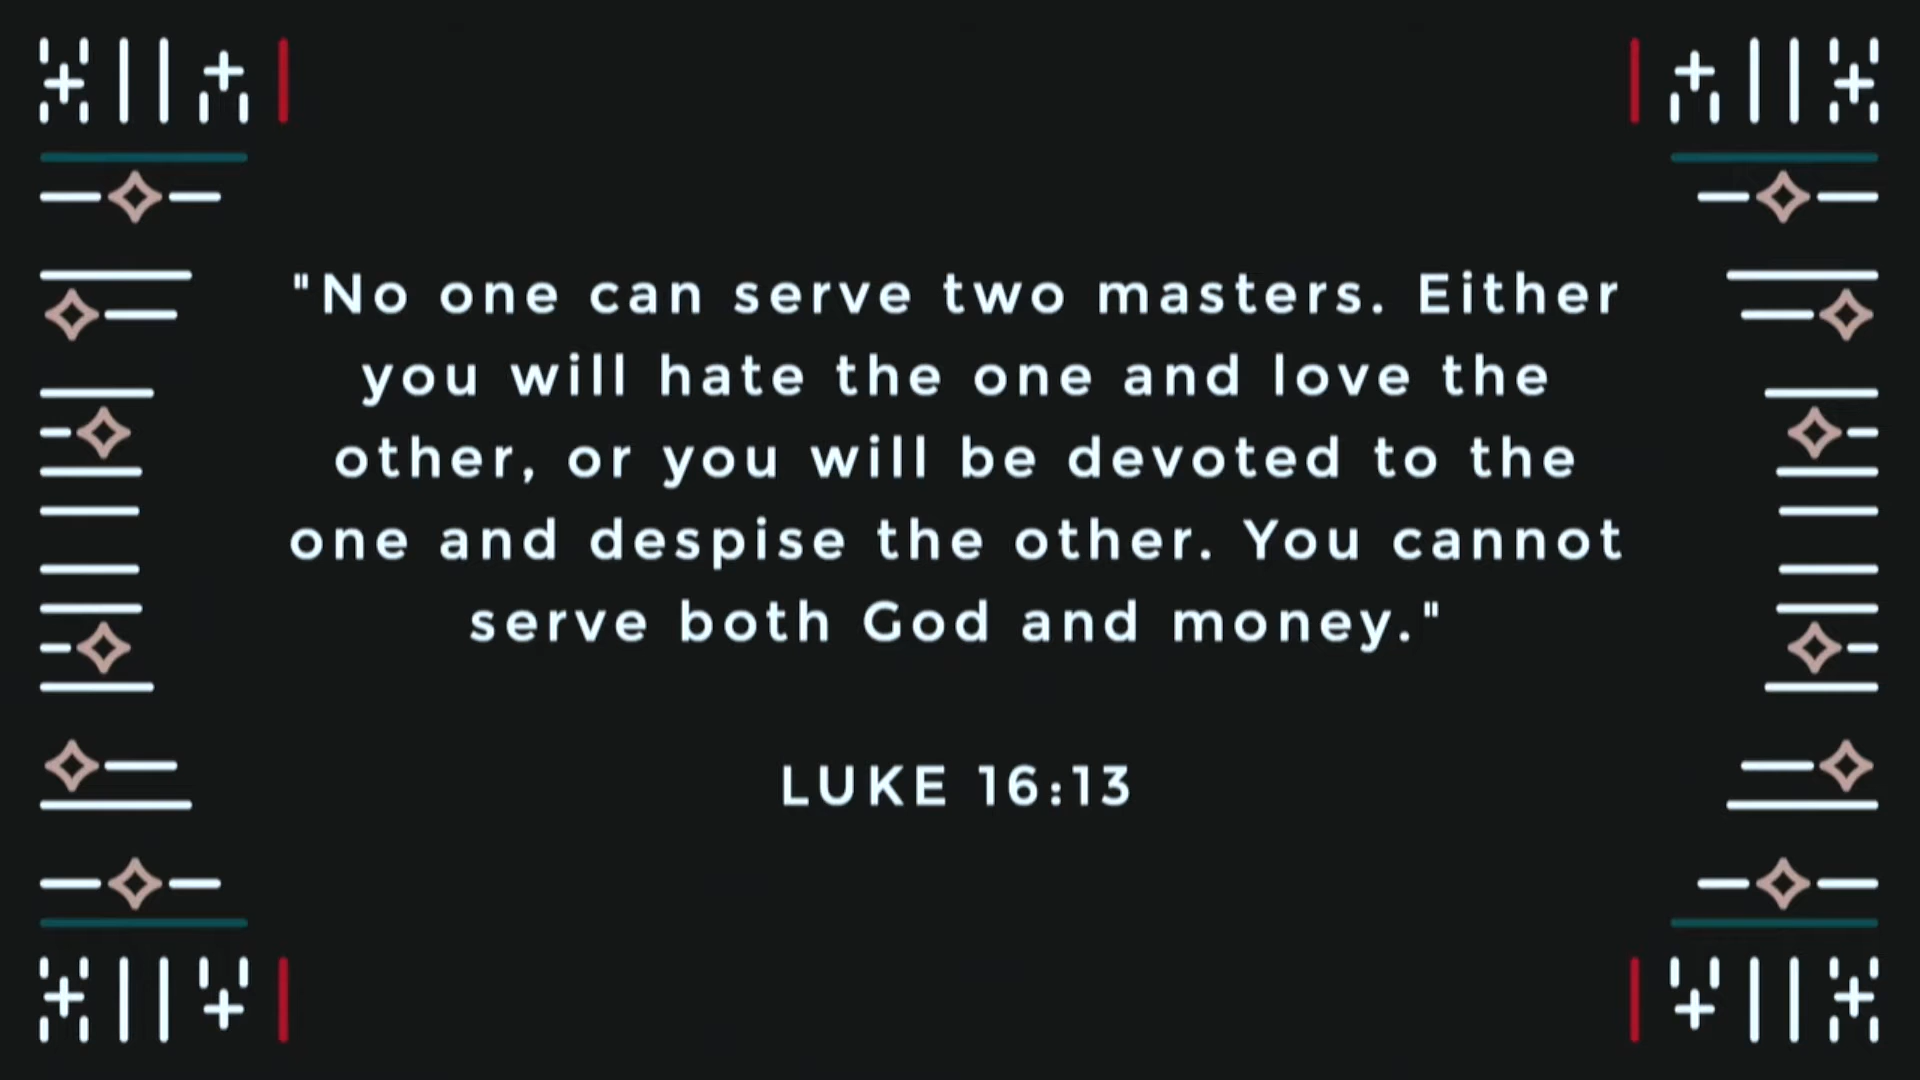 "No one can serve two masters. Either
you will hate the one and love the
other, or you will be devoted to the
one and despise the other. You cannot
serve both God and money."
LUKE 16:13